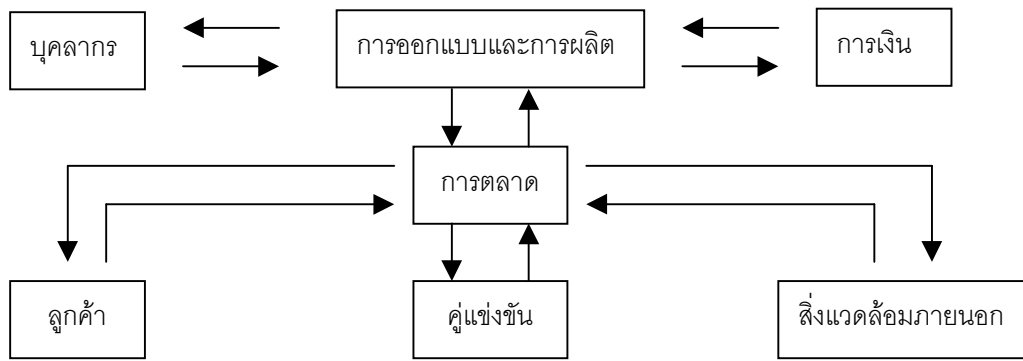 บุคลากร
การออกแบบและการผลิต
การเงิน
การตลาด
ลูกค้า
คู่แข่งขัน
สิ่งแวดล้อมภายนอก